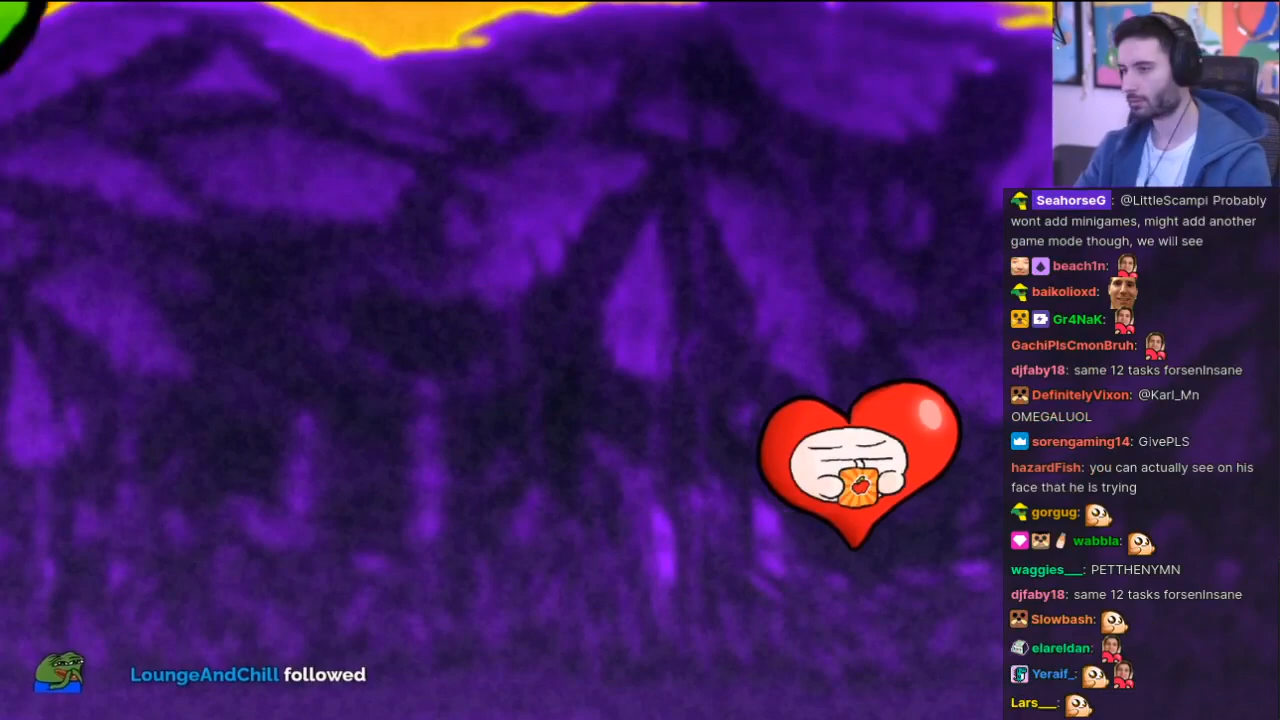 SeahorseG: @LittleScampi Probably
wont add minigames, might add another
game mode though, we will see
beach1n:
baikolioxd:
Gr4NaK:
GachiPlsCmonBruh:
djfaby18: same 12 tasks forsenInsane
DefinitelyVixon: @Karl_Mn
OMEGALUOL
sorengaming14: GivePLS
hazardFish: you can actually see on his
face that he is trying
gorgug:
wabbla:
waggies___: PETTHENYMN
djfaby18: same 12 tasks forsenInsane
Slowbash:
elareldan:
Yeraif_:
Lars___:
LoungeAndChill followed